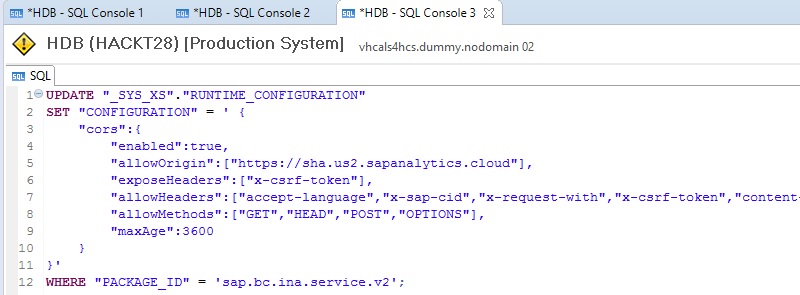 *HDB - SQL Console 1 *HDB - SQL Console 2 *HDB - SQL Console 3
HDB (HACKT28) [Production System] vhcals4hcs.dummy.nodomain 02
SQL
1 UPDATE "_SYS_XS"."RUNTIME_CONFIGURATION"
2 SET "CONFIGURATION" = ' {
3 "cors":{
4 "enabled":true,
5 "allowOrigin":["https://sha.us2.sapanalytics.cloud"],
6 "exposeHeaders":["x-csrf-token"],
7 "allowHeaders":["accept-language","x-sap-cid","x-request-with","x-csrf-token","content-
8 "allowMethods":["GET","HEAD","POST","OPTIONS"],
9 "maxAge":3600
10 }
11 }'
12 WHERE "PACKAGE_ID" = 'sap.bc.ina.service.v2';